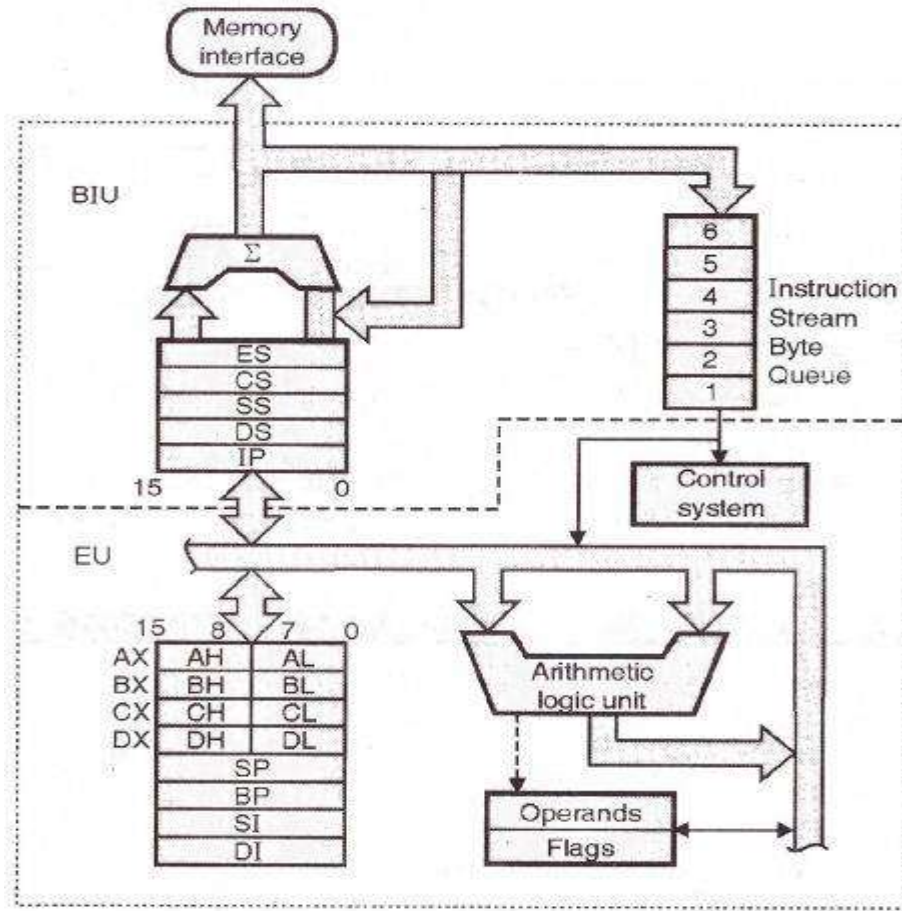 Memory
interface
BIU
Σ
6
5
4
3
2
1
Instruction
Stream
Byte
Queue
ES
CS
SS
DS
IP
15 0
Control
system
EU
15 8 7 0
AX AH AL
BX BH BL
CX CH CL
DX DH DL
SP
BP
SI
DI
Arithmetic
logic unit
Operands
Flags